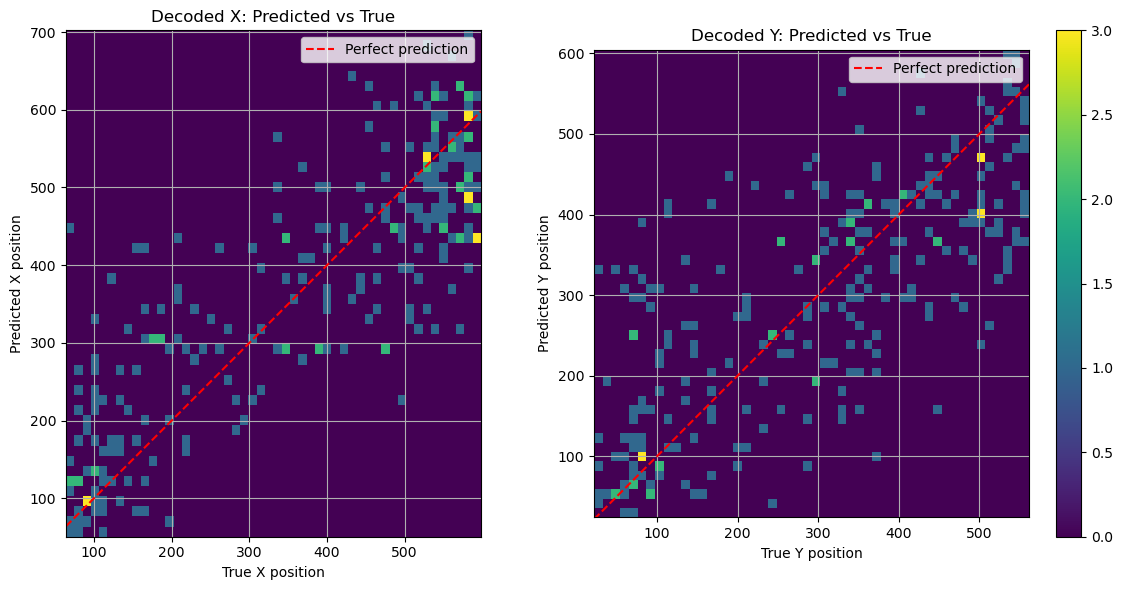 Decoded X: Predicted vs True
Perfect prediction
Predicted X position
700
600
500
400
300
200
100
100 200 300 400 500
True X position
Decoded Y: Predicted vs True
Perfect prediction
Predicted Y position
600
500
400
300
200
100
100 200 300 400 500
True Y position
3.0
2.5
2.0
1.5
1.0
0.5
0.0